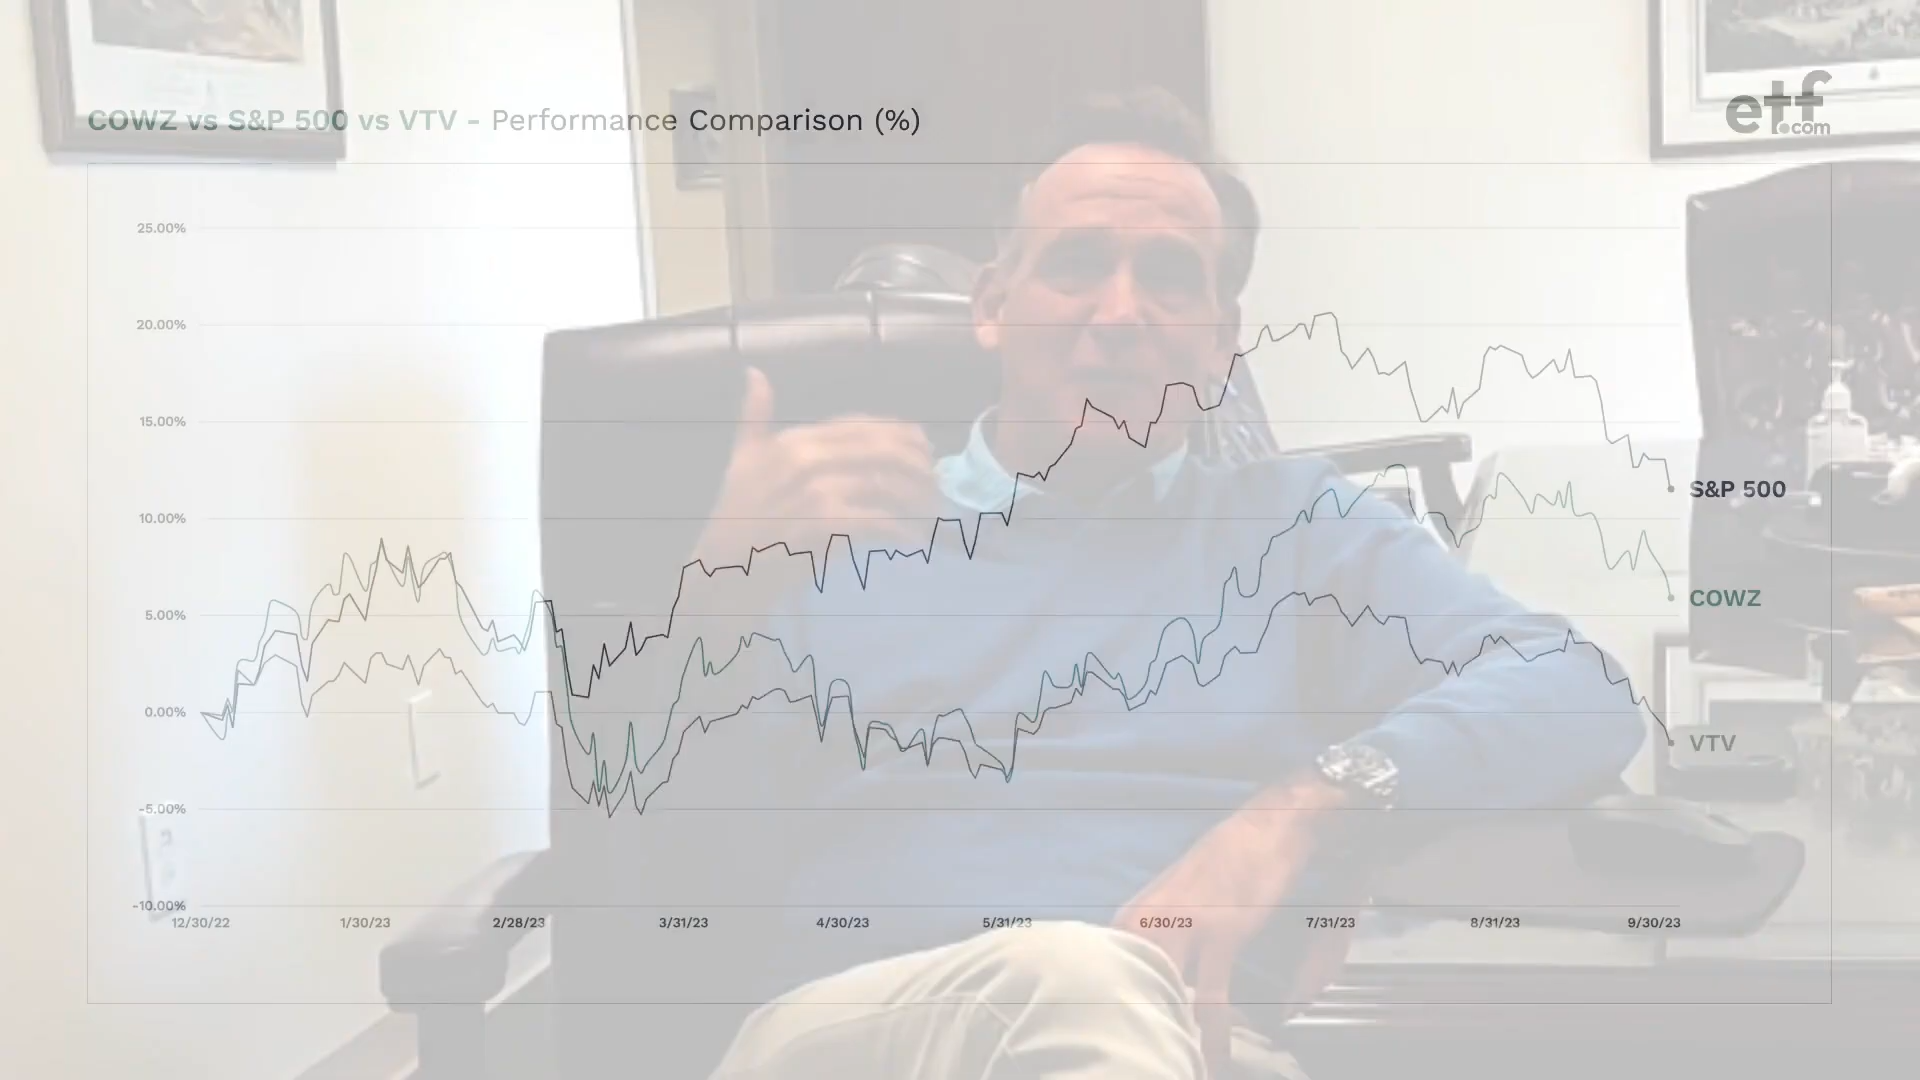 COWZ vs S&P 500 vs VTV - Performance Comparison (%)
etf.com
25.00%
20.00%
15.00%
10.00%
5.00%
0.00%
-5.00%
-10.00%
S&P 500
COWZ
VTV
12/30/22 1/30/23 2/28/23 3/31/23 4/30/23 5/31/23 6/30/23 7/31/23 8/31/23 9/30/23